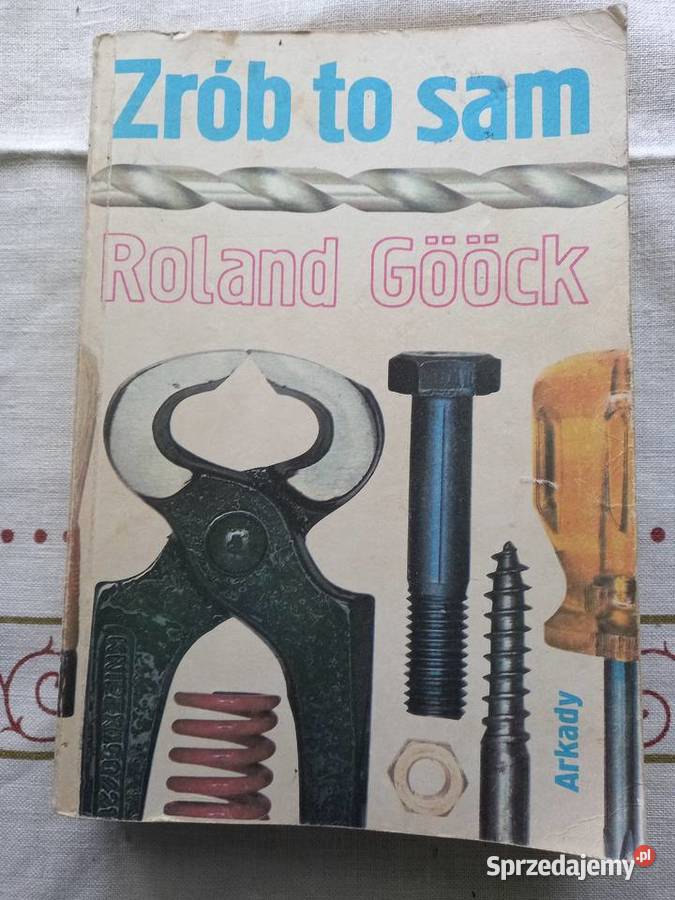 Zrób to sam
Roland Gööck
Arkady
Sprzedajemy.pl